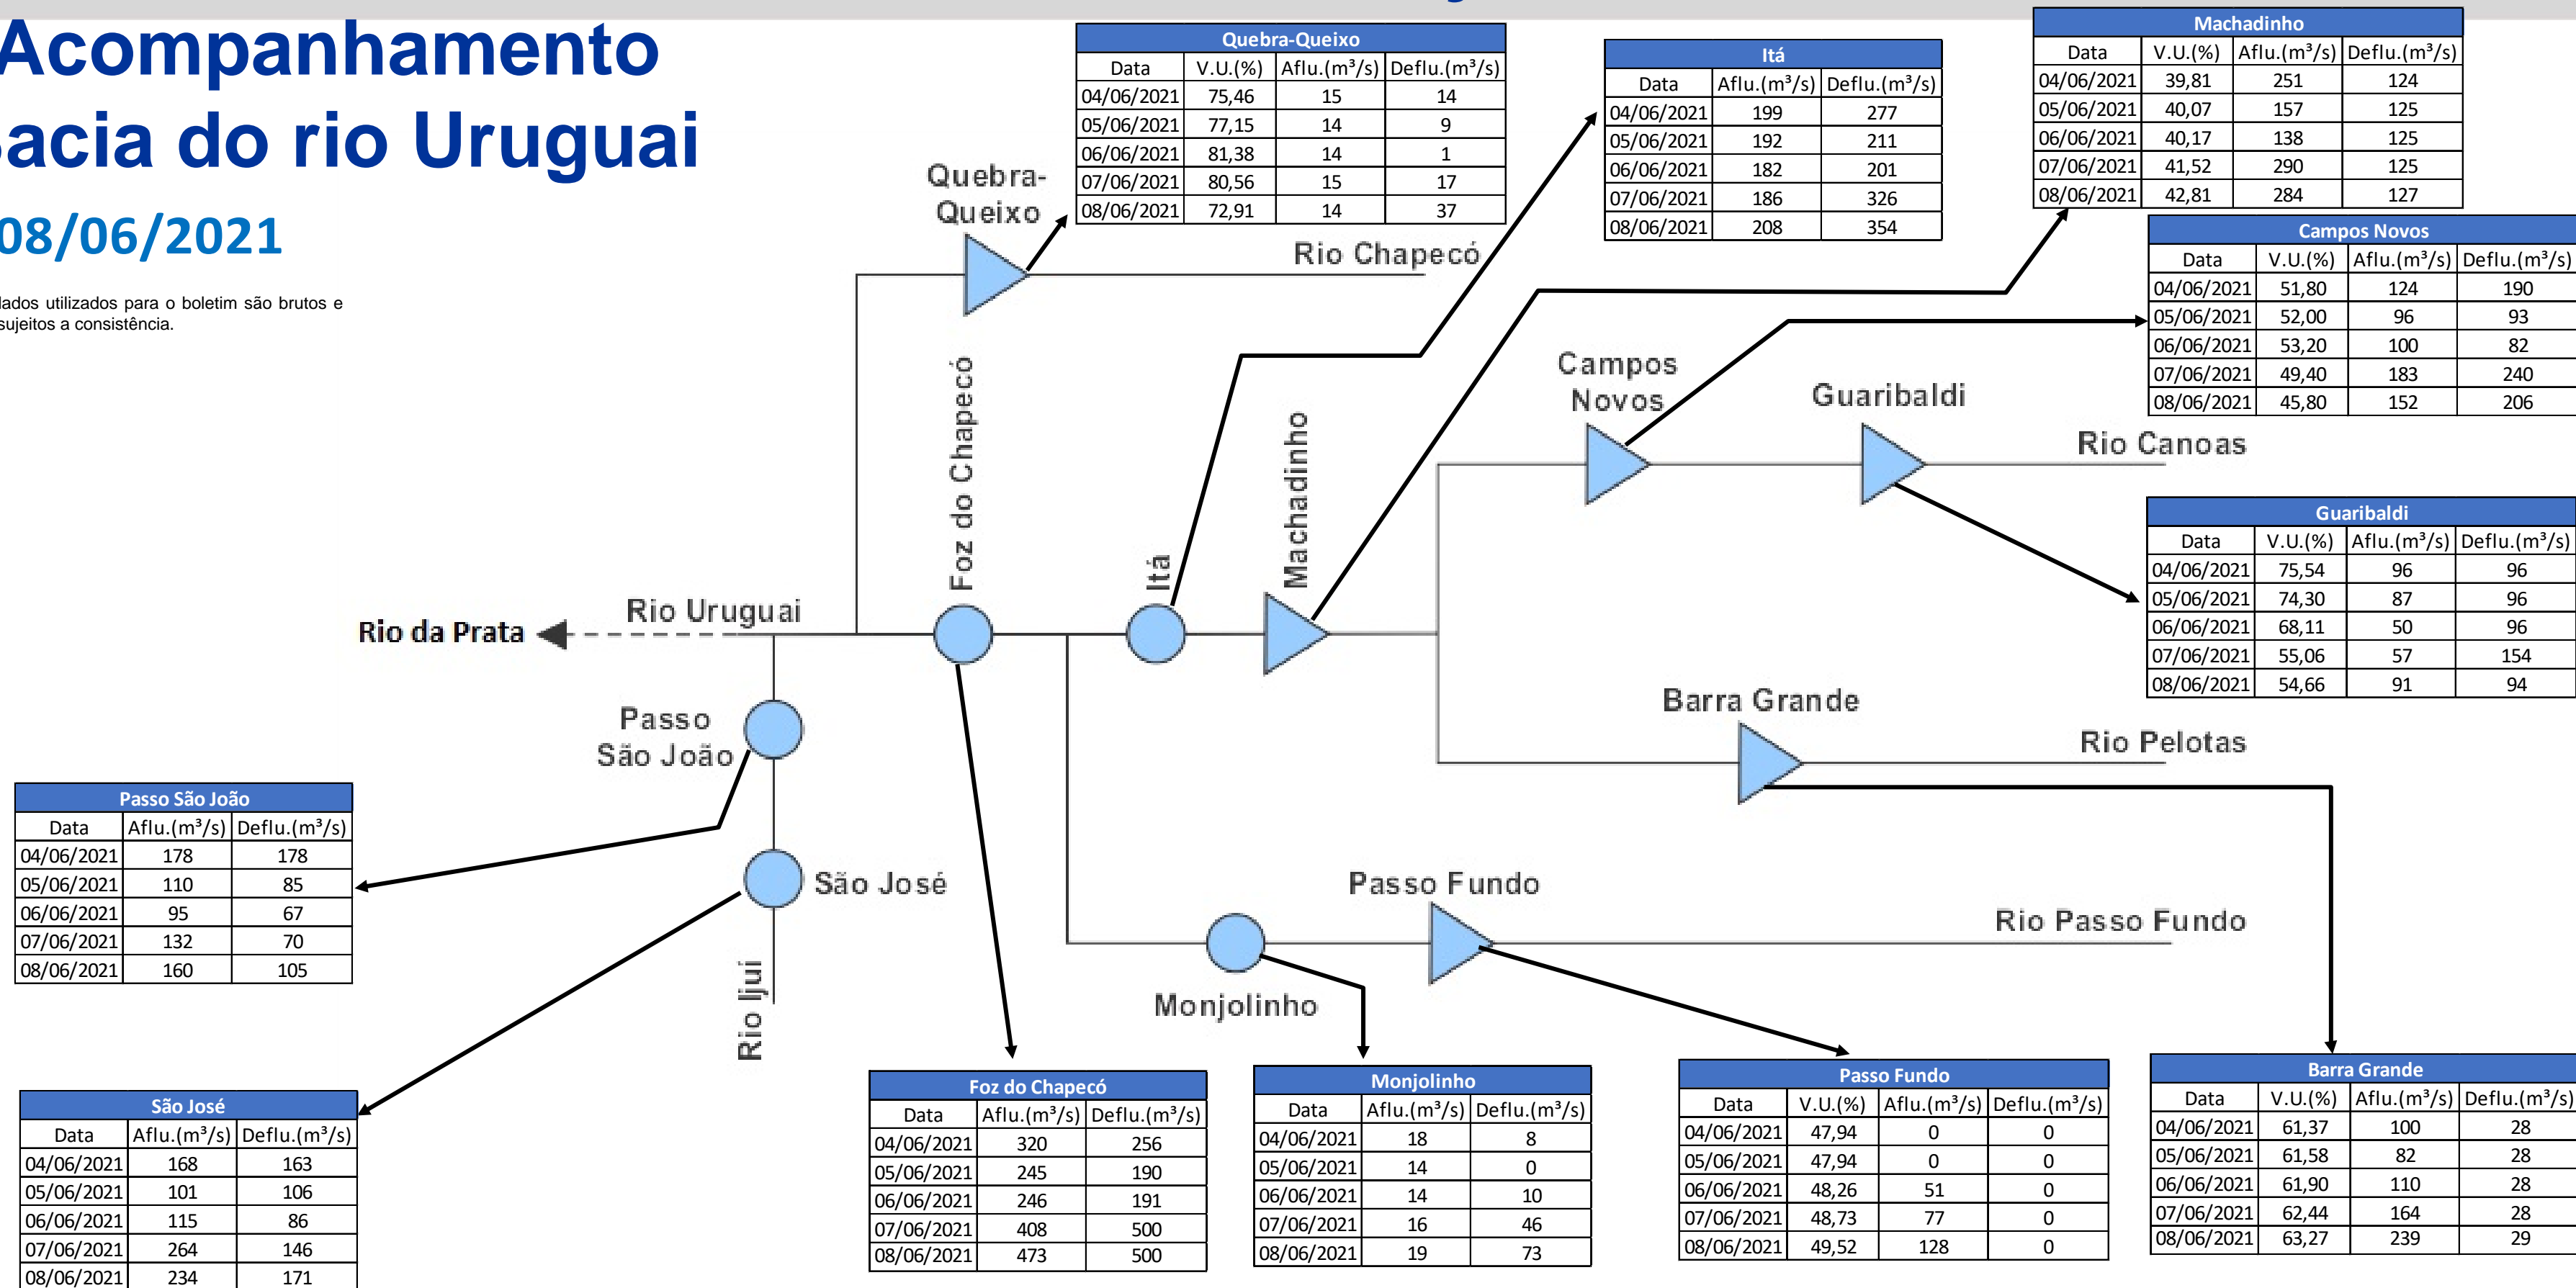 Acompanhamento
acia do rio Uruguai
08/06/2021
dados utilizados para o boletim são brutos e
sujeitos a consistência.
Quebra-Queixo
Data V.U.(%) Aflu.(m³/s) Deflu.(m³/s)
04/06/2021 75,46 15 14
05/06/2021 77,15 14 9
06/06/2021 81,38 14 1
07/06/2021 80,56 15 17
08/06/2021 72,91 14 37
Itá
Data Aflu.(m³/s) Deflu.(m³/s)
04/06/2021 199 277
05/06/2021 192 211
06/06/2021 182 201
07/06/2021 186 326
08/06/2021 208 354
Machadinho
Data V.U.(%) Aflu.(m³/s) Deflu.(m³/s)
04/06/2021 39,81 251 124
05/06/2021 40,07 157 125
06/06/2021 40,17 138 125
07/06/2021 41,52 290 125
08/06/2021 42,81 284 127
Campos Novos
Data V.U.(%) Aflu.(m³/s) Deflu.(m³/s)
04/06/2021 51,80 124 190
05/06/2021 52,00 96 93
06/06/2021 53,20 100 82
07/06/2021 49,40 183 240
08/06/2021 45,80 152 206
Quebra-
Queixo
Rio Chapecó
Foz do Chapecó
Itá
Machadinho
Campos
Novos
Guaribaldi
Rio Canoas
Guaribaldi
Data V.U.(%) Aflu.(m³/s) Deflu.(m³/s)
04/06/2021 75,54 96 96
05/06/2021 74,30 87 96
06/06/2021 68,11 50 96
07/06/2021 55,06 57 154
08/06/2021 54,66 91 94
Rio da Prata
Rio Uruguai
Passo
São João
São José
Rio Ijuí
Barra Grande
Rio Pelotas
Passo Fundo
Rio Passo Fundo
Monjolinho
Passo São João
Data Aflu.(m³/s) Deflu.(m³/s)
04/06/2021 178 178
05/06/2021 110 85
06/06/2021 95 67
07/06/2021 132 70
08/06/2021 160 105
São José
Data Aflu.(m³/s) Deflu.(m³/s)
04/06/2021 168 163
05/06/2021 101 106
06/06/2021 115 86
07/06/2021 264 146
08/06/2021 234 171
Foz do Chapecó
Data Aflu.(m³/s) Deflu.(m³/s)
04/06/2021 320 256
05/06/2021 245 190
06/06/2021 246 191
07/06/2021 408 500
08/06/2021 473 500
Monjolinho
Data Aflu.(m³/s) Deflu.(m³/s)
04/06/2021 18 8
05/06/2021 14 0
06/06/2021 14 10
07/06/2021 16 46
08/06/2021 19 73
Passo Fundo
Data V.U.(%) Aflu.(m³/s) Deflu.(m³/s)
04/06/2021 47,94 0 0
05/06/2021 47,94 0 0
06/06/2021 48,26 51 0
07/06/2021 48,73 77 0
08/06/2021 49,52 128 0
Barra Grande
Data V.U.(%) Aflu.(m³/s) Deflu.(m³/s)
04/06/2021 61,37 100 28
05/06/2021 61,58 82 28
06/06/2021 61,90 110 28
07/06/2021 62,44 164 28
08/06/2021 63,27 239 29